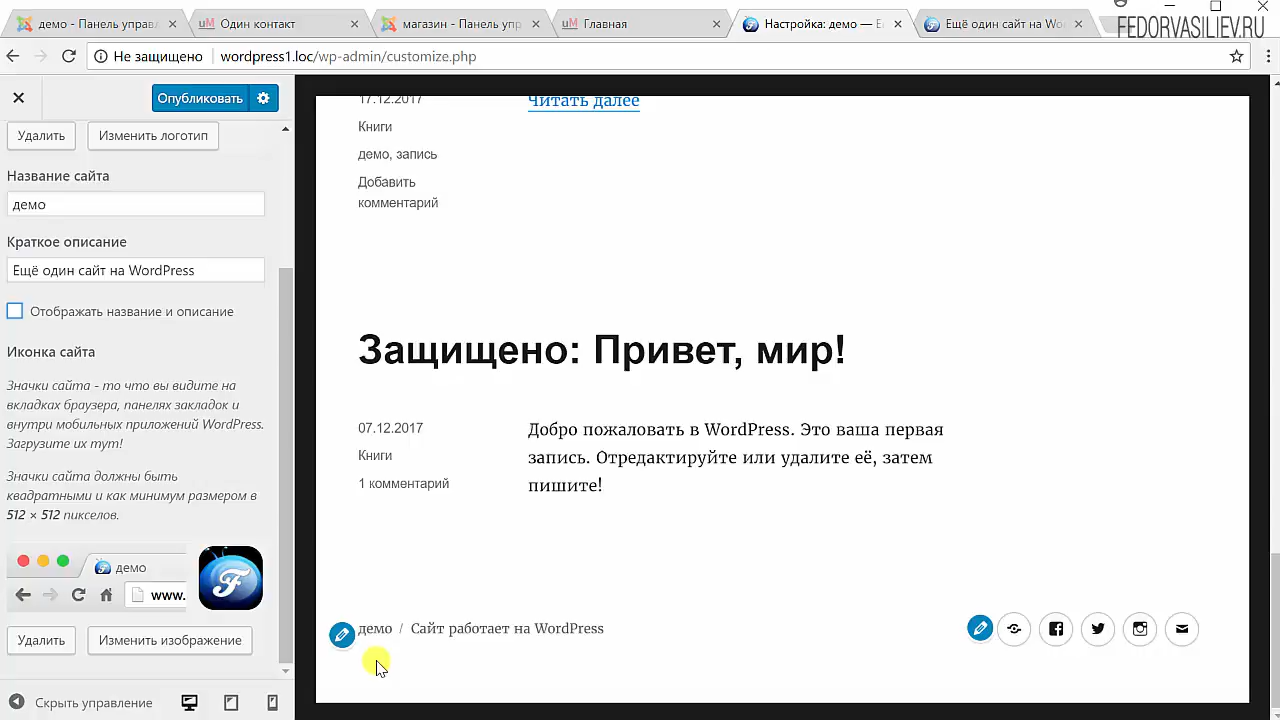 демо - Панель управл
Один контакт
магазин - Панель упр
Главная
Настройка: демо — Е
Ещё один сайт на Wo
FEDORVASILIEV.RU
Не защищено
wordpress1.loc/wp-admin/customize.php
Опубликовать
Удалить
Изменить логотип
Название сайта
демо
Краткое описание
Ещё один сайт на WordPress
Отображать название и описание
Иконка сайта
Значки сайта - то что вы видите на
вкладках браузера, панелях закладок и
внутри мобильных приложений WordPress.
Загрузите их тут!
Значки сайта должны быть
квадратными и как минимум размером в
512 × 512 пикселов.
демо
www.
Удалить
Изменить изображение
Скрыть управление
17.12.2017
Читать далее
Книги
демо, запись
Добавить
комментарий
Защищено: Привет, мир!
07.12.2017
Книги
1 комментарий
Добро пожаловать в WordPress. Это ваша первая
запись. Отредактируйте или удалите её, затем
пишите!
демо / Сайт работает на WordPress